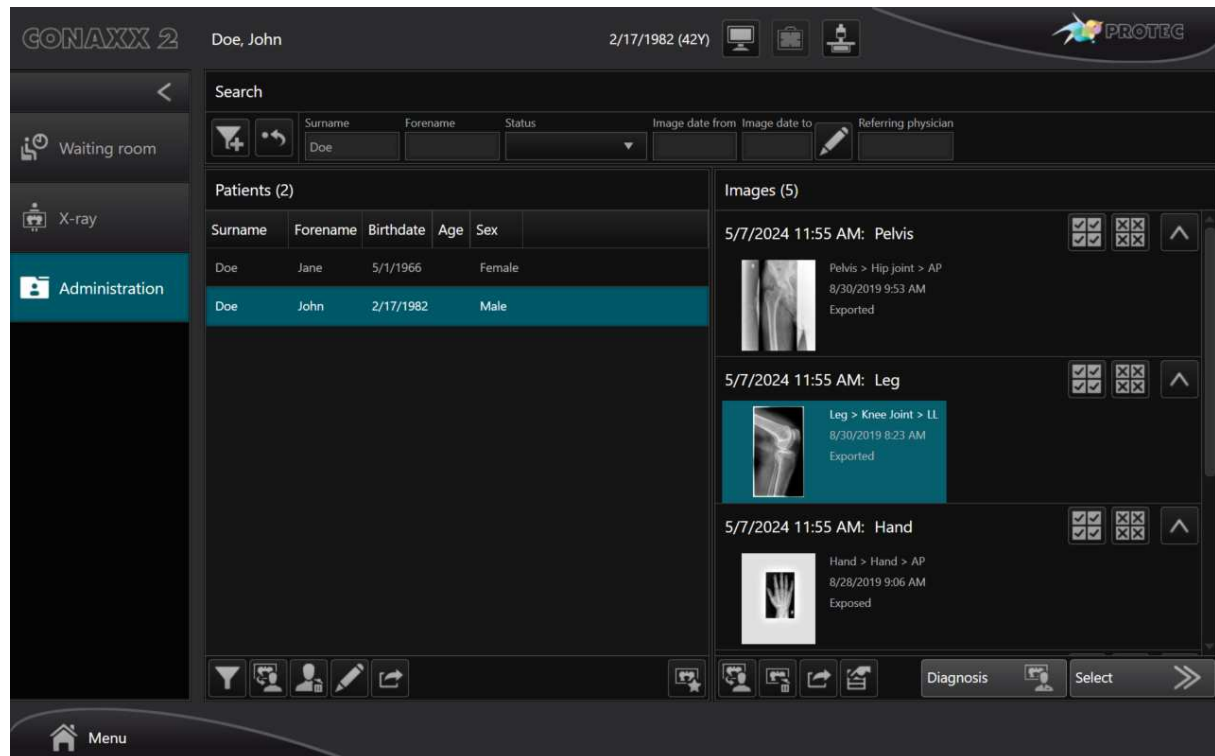 CONAXX 2
Doe, John
2/17/1982 (42Y)
PROTEC
Search
Surname
Forename
Status
Image date from
Image date to
Referring physician
Doe
Waiting room
X-ray
Administration
Patients (2)
Surname Forename Birthdate Age Sex
Doe Jane 5/1/1966 Female
Doe John 2/17/1982 Male
Images (5)
5/7/2024 11:55 AM: Pelvis
Pelvis > Hip joint > AP
8/30/2019 9:53 AM
Exported
5/7/2024 11:55 AM: Leg
Leg > Knee Joint > LL
8/30/2019 8:23 AM
Exported
5/7/2024 11:55 AM: Hand
Hand > Hand > AP
8/28/2019 9:06 AM
Exposed
Diagnosis
Select
Menu